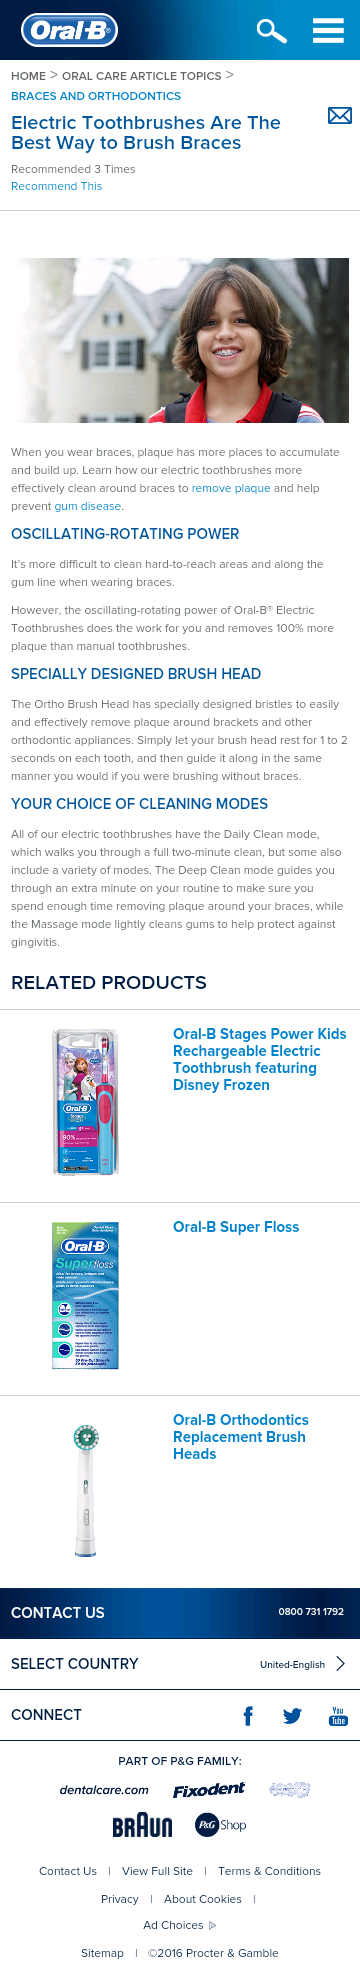 Oral-B®
HOME > ORAL CARE ARTICLE TOPICS >
BRACES AND ORTHODONTICS
Electric Toothbrushes Are The
Best Way to Brush Braces
Recommended 3 Times
Recommend This
When you wear braces, plaque has more places to accumulate
and build up. Learn how our electric toothbrushes more
effectively clean around braces to remove plaque and help
prevent gum disease.
OSCILLATING-ROTATING POWER
It's more difficult to clean hard-to-reach areas and along the
gum line when wearing braces.
However, the oscillating-rotating power of Oral-B® Electric
Toothbrushes does the work for you and removes 100% more
plaque than manual toothbrushes.
SPECIALLY DESIGNED BRUSH HEAD
The Ortho Brush Head has specially designed bristles to easily
and effectively remove plaque around brackets and other
orthodontic appliances. Simply let your brush head rest for 1 to 2
seconds on each tooth, and then guide it along in the same
manner you would if you were brushing without braces.
YOUR CHOICE OF CLEANING MODES
All of our electric toothbrushes have the Daily Clean mode,
which walks you through a full two-minute clean, but some also
include a variety of modes. The Deep Clean mode guides you
through an extra minute on your routine to make sure you
spend enough time removing plaque around your braces, while
the Massage mode lightly cleans gums to help protect against
gingivitis.
RELATED PRODUCTS
Oral-B Stages Power Kids
Rechargeable Electric
Toothbrush featuring
Disney Frozen
Oral-B
90%
Oral-B Super Floss
Oral-B
Superfloss
Oral-B Orthodontics
Replacement Brush
Heads
CONTACT US 0800 731 1792
SELECT COUNTRY United-English
CONNECT
You
Tube
PART OF P&G FAMILY:
dentalcare.com Fixodent
BRAUN P&G Shop
Contact Us | View Full Site | Terms & Conditions
Privacy | About Cookies |
Ad Choices
Sitemap | ©2016 Procter & Gamble